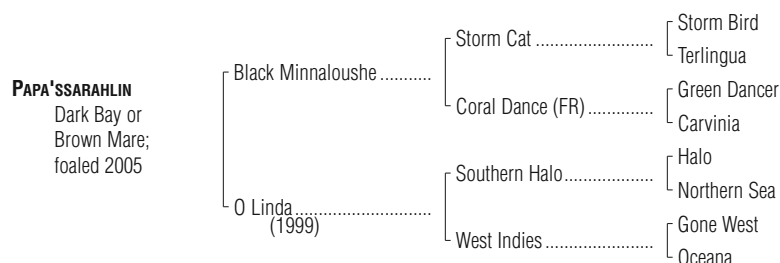 PAPA'SSARAHLIN
Dark Bay or
Brown Mare;
foaled 2005
Black Minnaloushe
O Linda
(1999)
Storm Cat
Coral Dance (FR)
Southern Halo
West Indies
Storm Bird
Terlingua
Green Dancer
Carvinia
Halo
Northern Sea
Gone West
Oceana